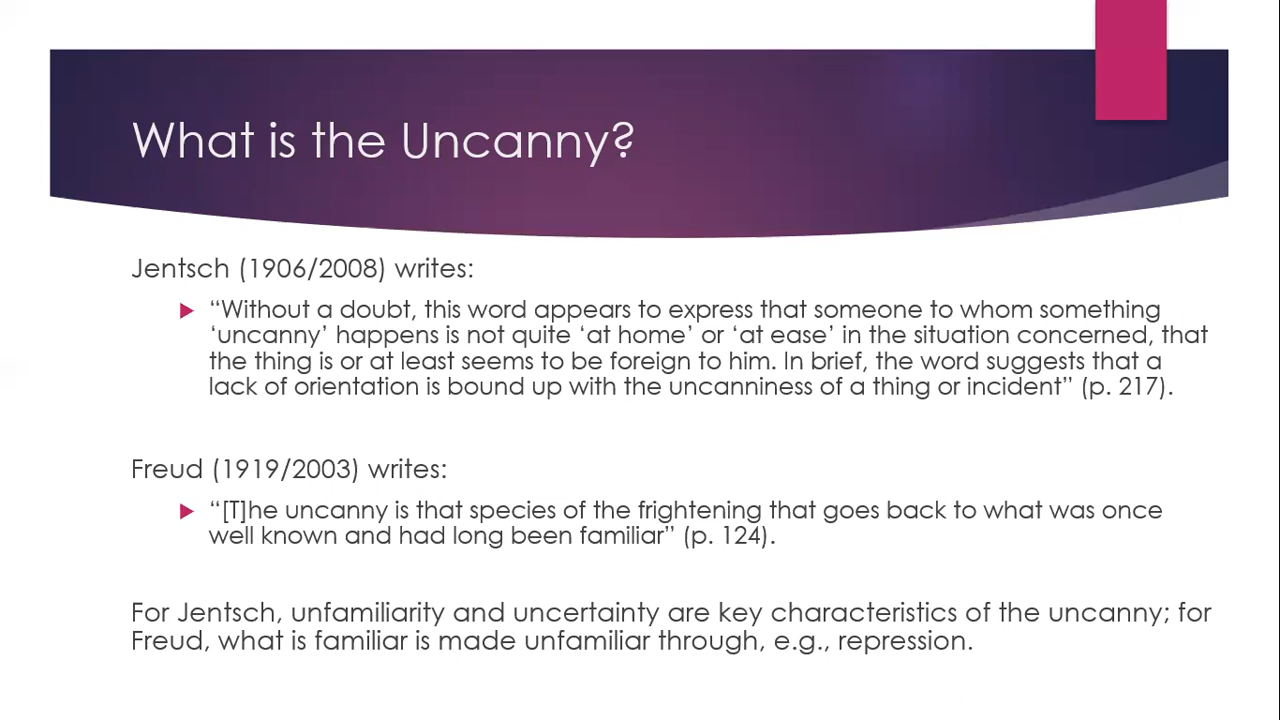 What is the Uncanny?
Jentsch (1906/2008) writes:
“Without a doubt, this word appears to express that someone to whom something
‘uncanny’ happens is not quite ‘at home’ or ‘at ease’ in the situation concerned, that
the thing is or at least seems to be foreign to him. In brief, the word suggests that a
lack of orientation is bound up with the uncanniness of a thing or incident” (p. 217).
Freud (1919/2003) writes:
“[T]he uncanny is that species of the frightening that goes back to what was once
well known and had long been familiar” (p. 124).
For Jentsch, unfamiliarity and uncertainty are key characteristics of the uncanny; for
Freud, what is familiar is made unfamiliar through, e.g., repression.